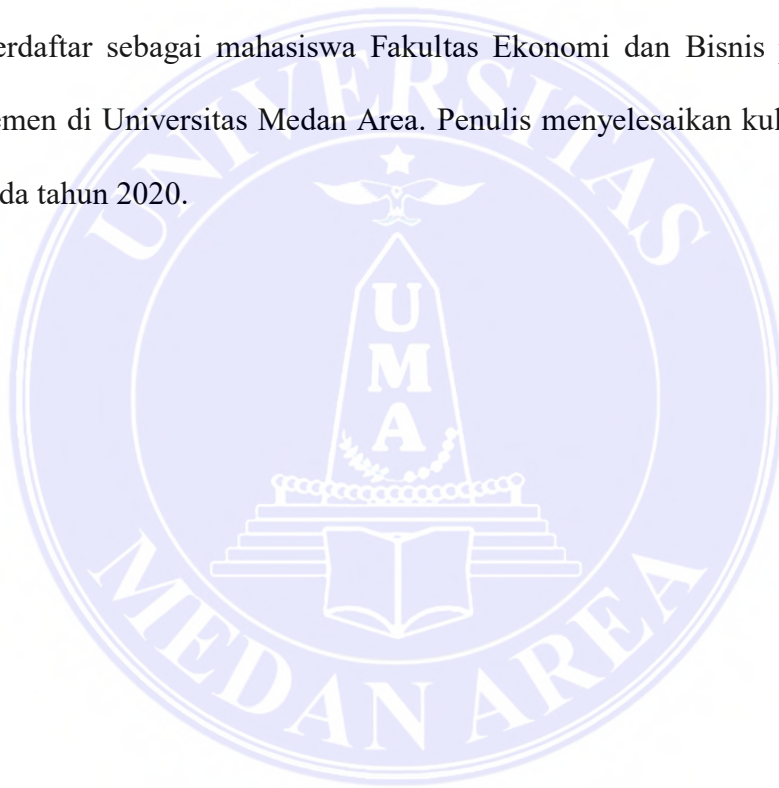 erdaftar sebagai mahasiswa Fakultas Ekonomi dan Bisnis
emen di Universitas Medan Area. Penulis menyelesaikan kul
da tahun 2020.
UNIVERSITAS
U
M
A
MEDAN AREA